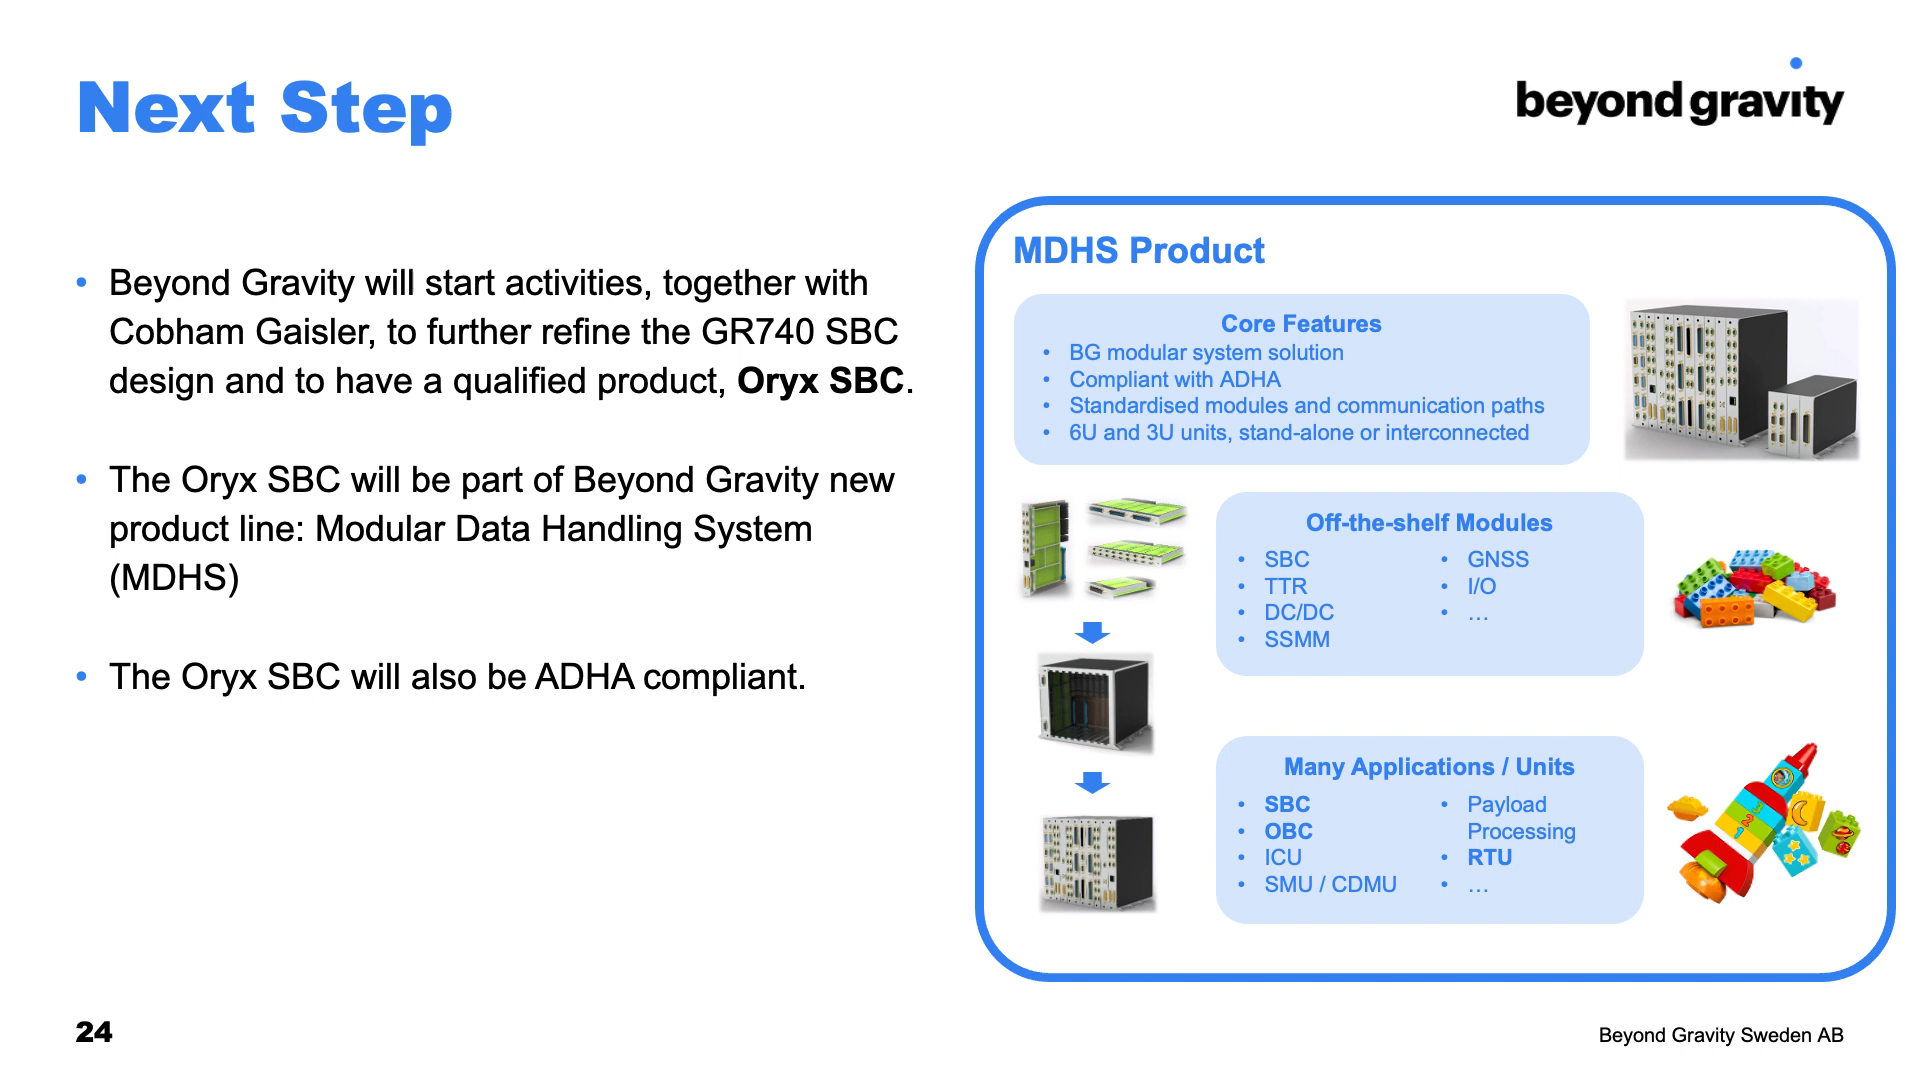 Next Step
beyond gravity
• Beyond Gravity will start activities, together with
Cobham Gaisler, to further refine the GR740 SBC
design and to have a qualified product, Oryx SBC.
• The Oryx SBC will be part of Beyond Gravity new
product line: Modular Data Handling System
(MDHS)
• The Oryx SBC will also be ADHA compliant.
MDHS Product
Core Features
• BG modular system solution
• Compliant with ADHA
• Standardised modules and communication paths
• 6U and 3U units, stand-alone or interconnected
Off-the-shelf Modules
• SBC
• TTR
• DC/DC
• SSMM
• GNSS
• I/O
• …
Many Applications / Units
• SBC
• OBC
• ICU
• SMU / CDMU
• Payload
Processing
• RTU
• …
3
2
1
24
Beyond Gravity Sweden AB